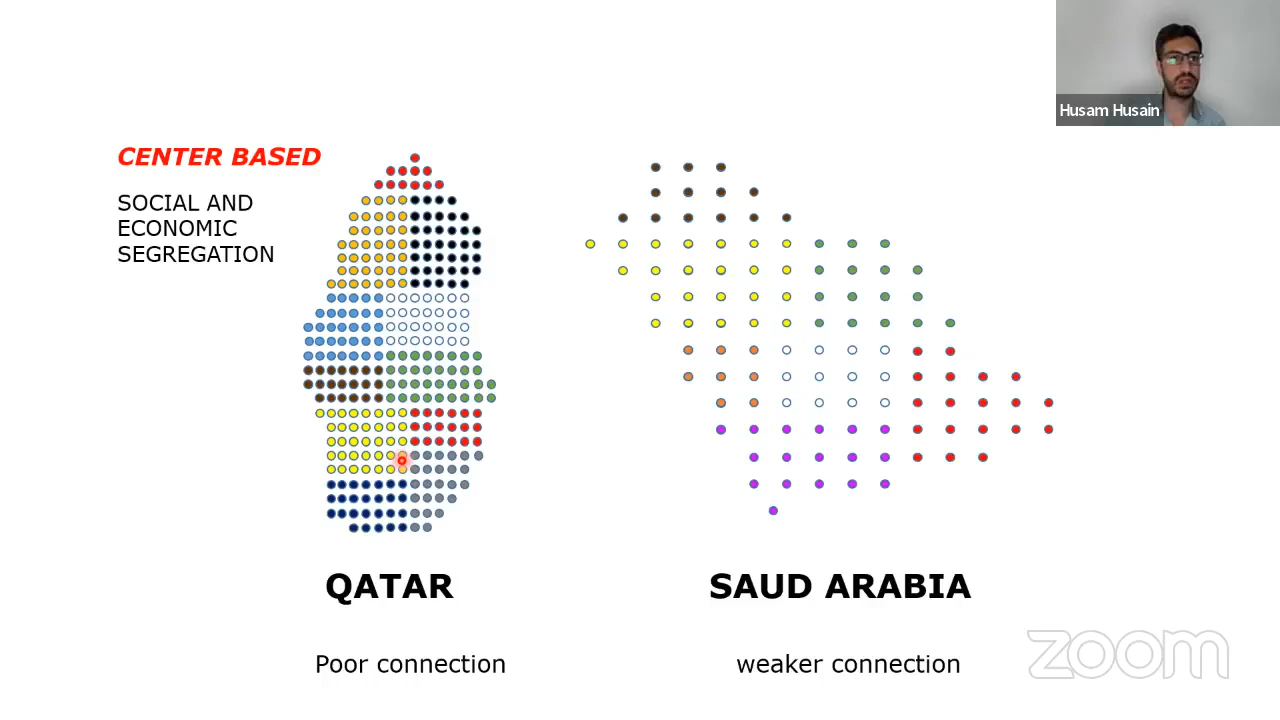 Husam Husain
CENTER BASED
SOCIAL AND
ECONOMIC
SEGREGATION
QATAR
SAUD ARABIA
Poor connection
weaker connection
zoom